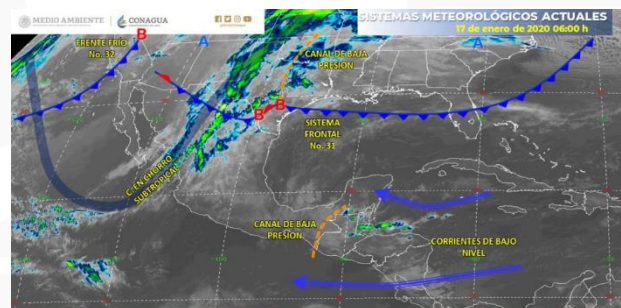 MEDIO AMBIENTE
CONAGUA
SISTEMAS METEOROLÓGICOS ACTUALES
17 de enero de 2020 06:00 h
FRENTE FRÍO
No. 32
B
A
A
CANAL DE BAJA
PRESIÓN
B
B
SISTEMA
FRONTAL
No. 31
C. EN CHORRO
SUBTROPICAL
CANAL DE BAJA
PRESIÓN
CORRIENTES DE BAJO
NIVEL